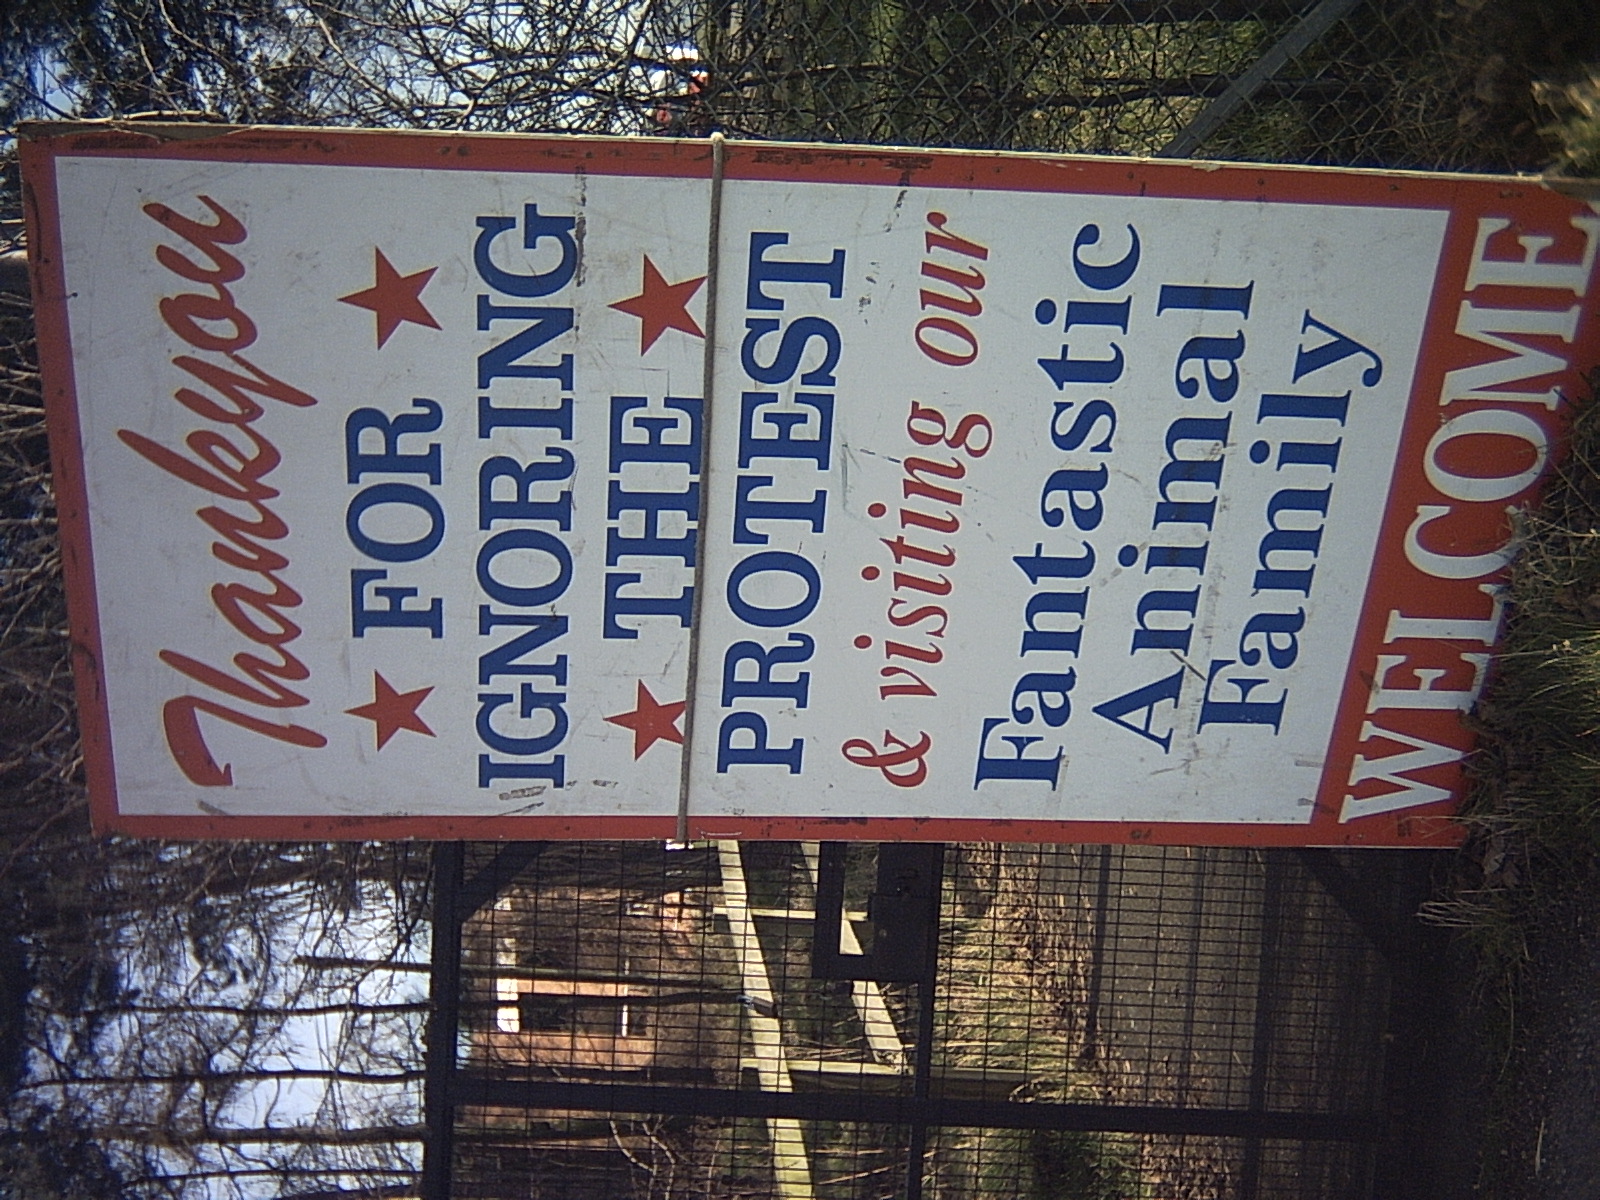 Thankyou
FOR
IGNORING
THE
PROTEST
& visiting our
Fantastic
Animal
Family
WELCOME